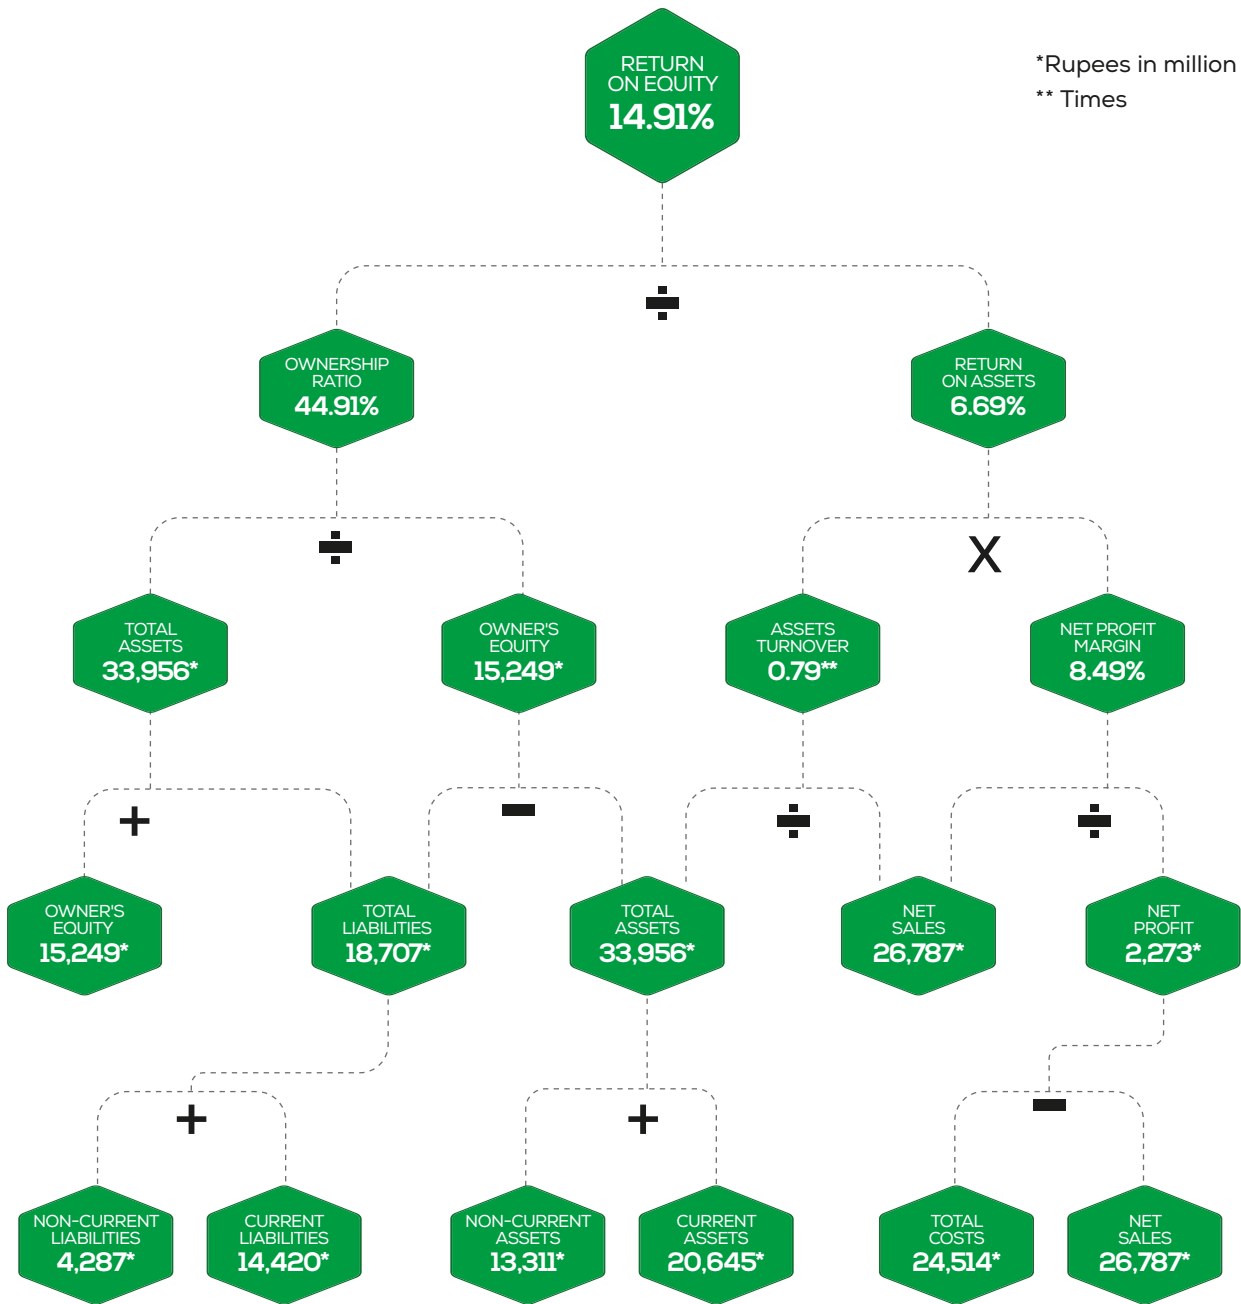 RETURN
ON EQUITY
14.91%
*Rupees in million
** Times
÷
OWNERSHIP
RATIO
44.91%
RETURN
ON ASSETS
6.69%
÷
X
TOTAL
ASSETS
33,956*
OWNER'S
EQUITY
15,249*
ASSETS
TURNOVER
0.79**
NET PROFIT
MARGIN
8.49%
+
-
÷
÷
OWNER'S
EQUITY
15,249*
TOTAL
LIABILITIES
18,707*
TOTAL
ASSETS
33,956*
NET
SALES
26,787*
NET
PROFIT
2,273*
+
+
-
NON-CURRENT
LIABILITIES
4,287*
CURRENT
LIABILITIES
14,420*
NON-CURRENT
ASSETS
13,311*
CURRENT
ASSETS
20,645*
TOTAL
COSTS
24,514*
NET
SALES
26,787*